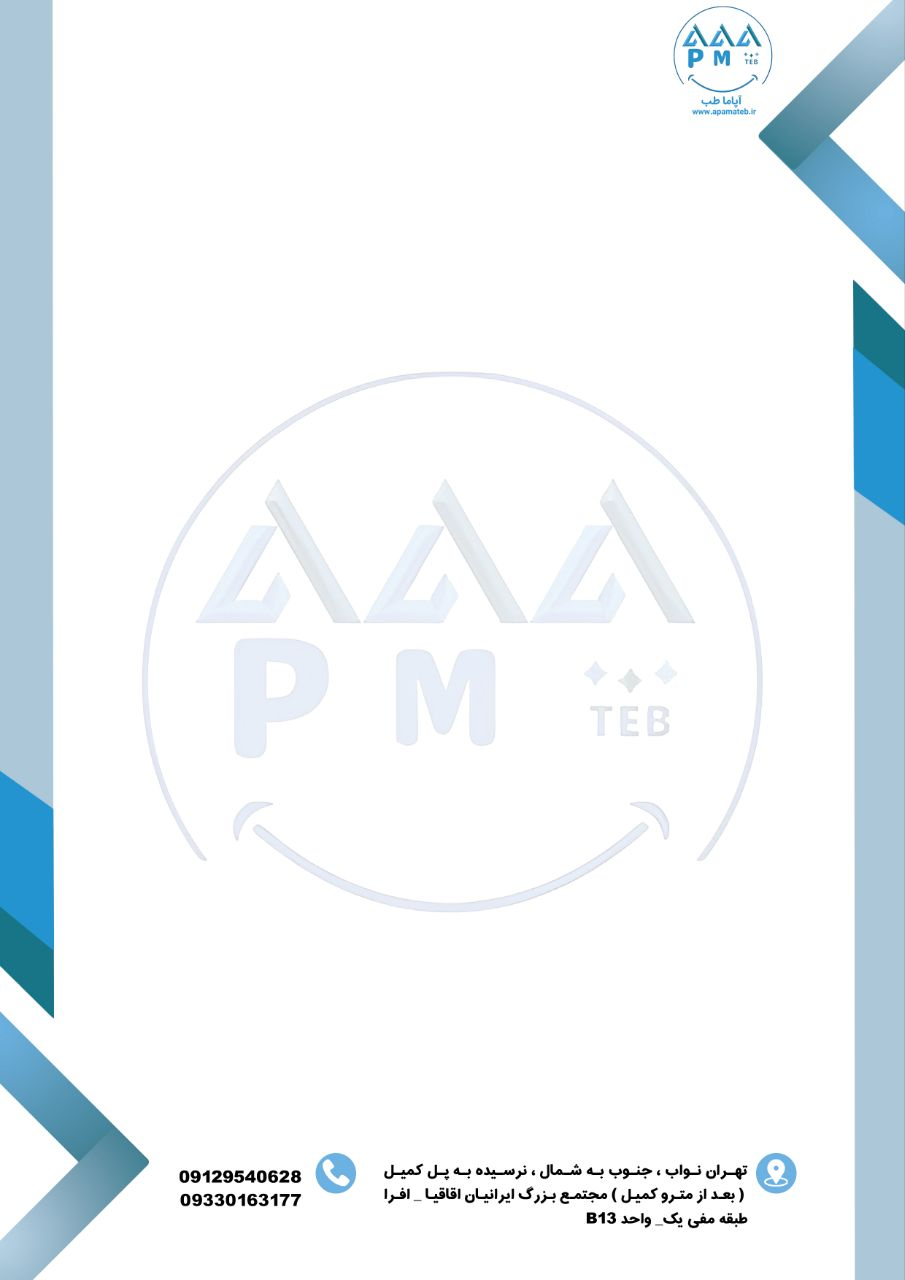 P M TEB
آپاما طب
www.apamateb.ir
P M
TEB
تهران نواب ، جنوب به شمال ، نرسیده به پل کمیل
( بعد از مترو کمیل ) مجتمع بزرگ ایرانیان اقاقیا _ افرا
طبقه مفی یک_ واحد B13
09129540628
09330163177